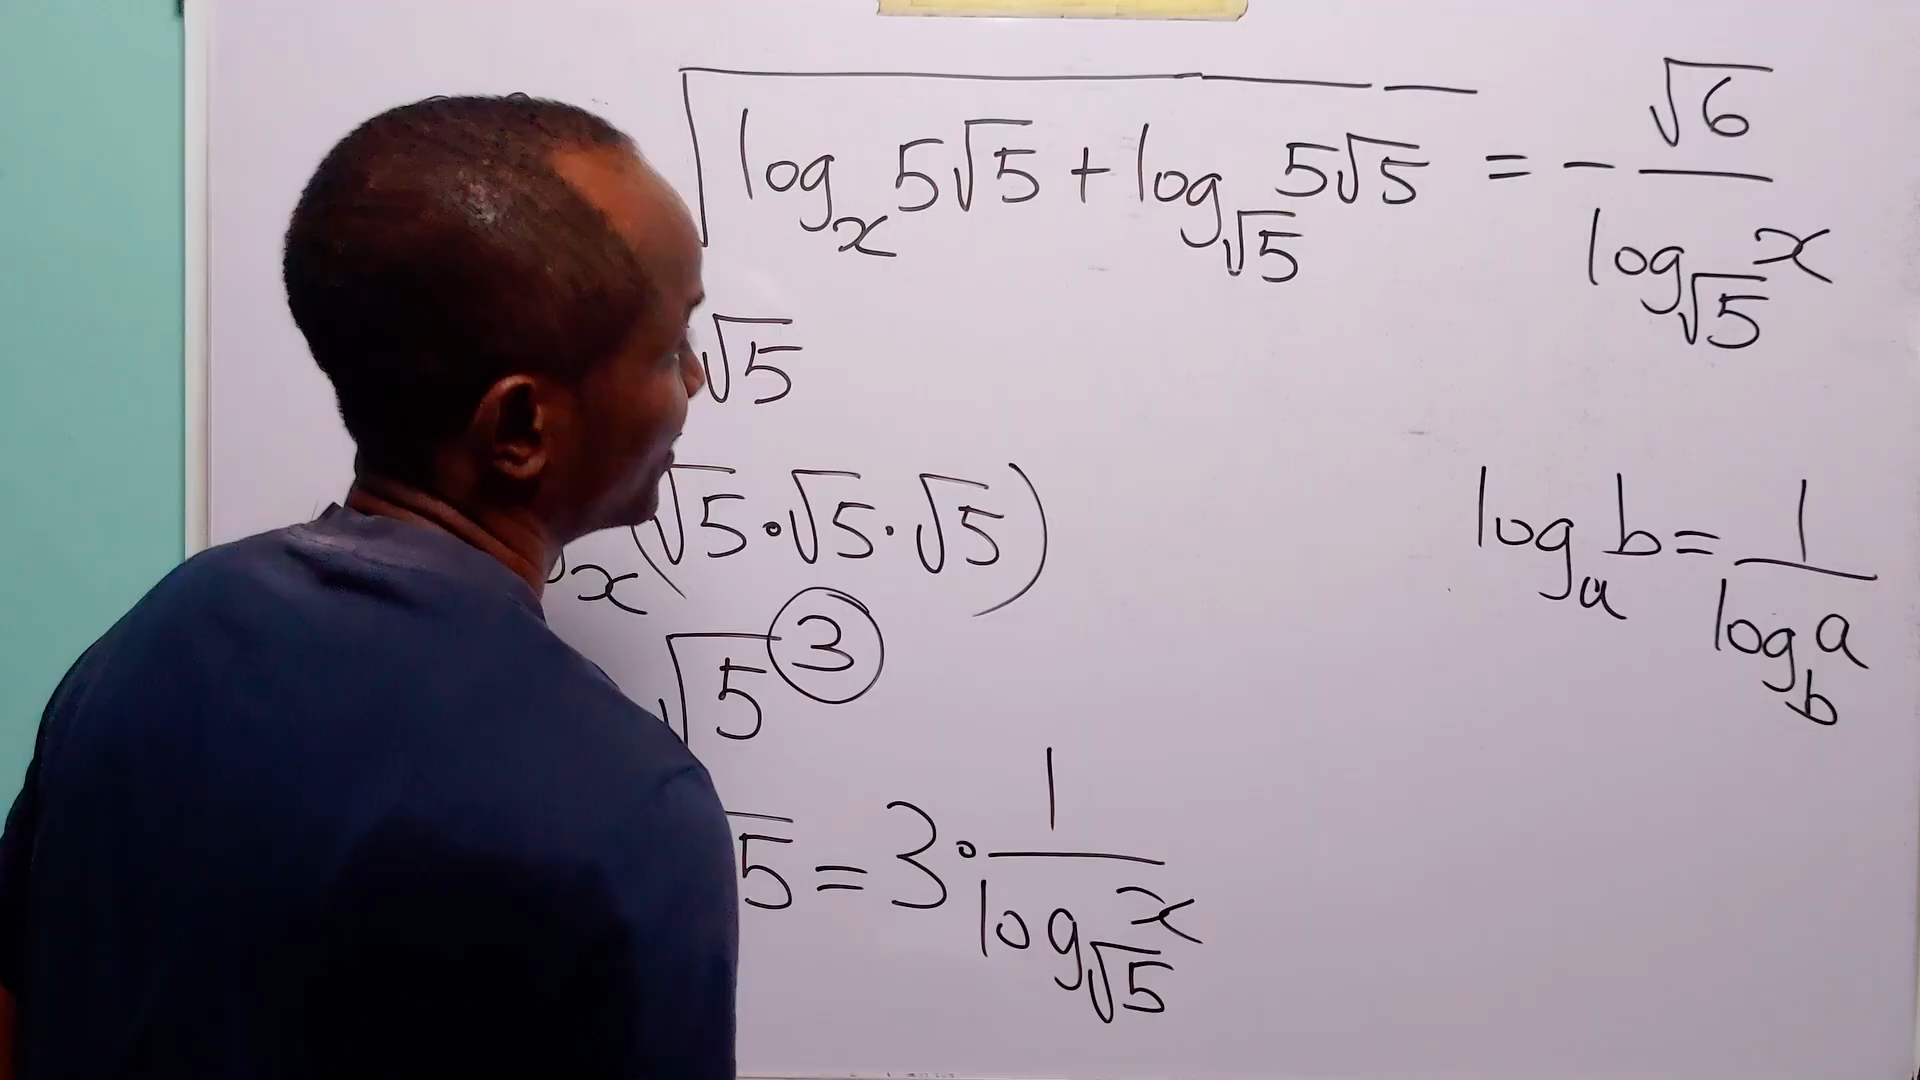 √(log_x 5√5 + log_√5 5√5) = - √6 / log_√5 x
√5
x (√5 · √5 · √5)
log_a b = 1 / log_b a
√5 ③
5 = 3 · 1 / log_√5 x